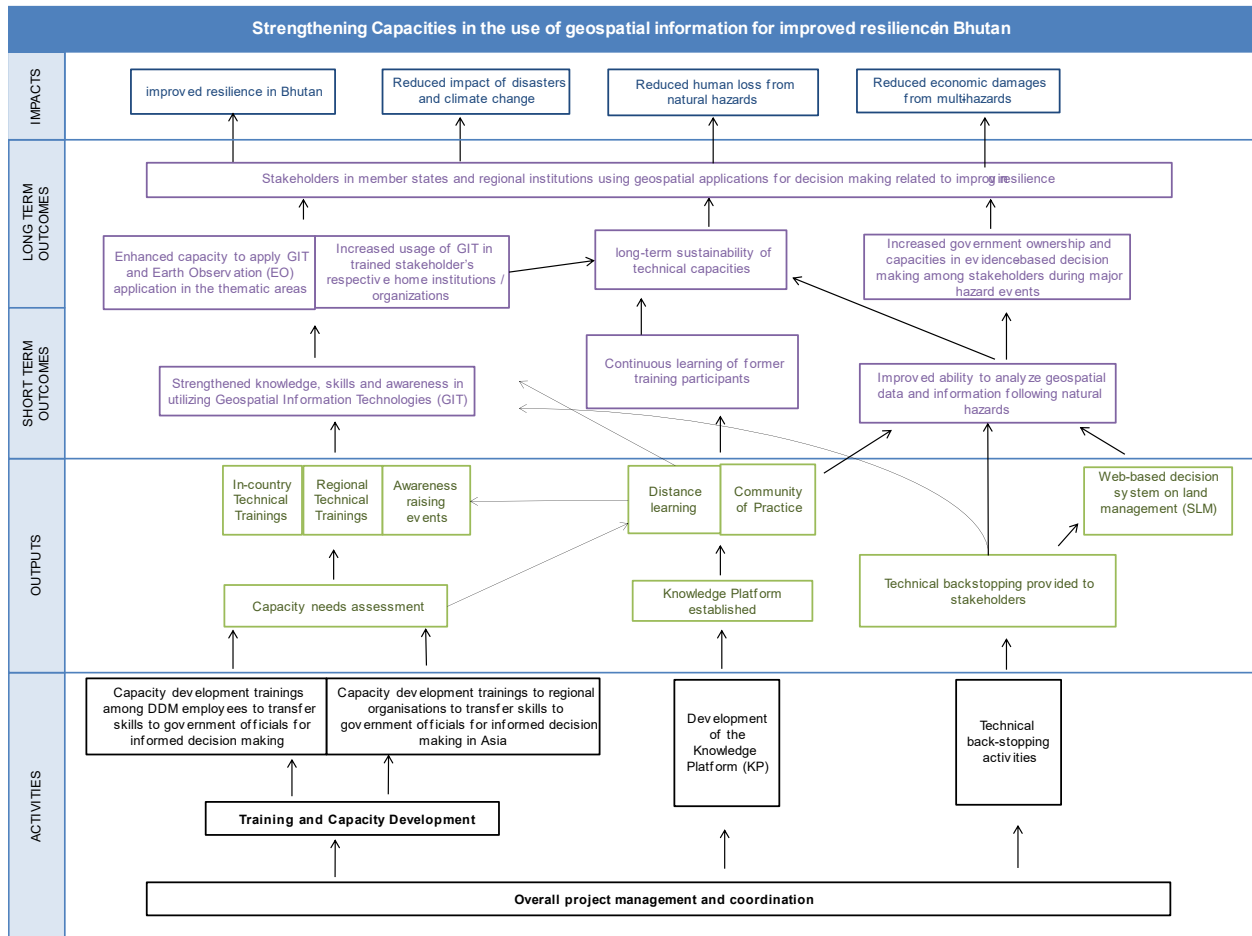 Strengthening Capacities in the use of geospatial information for improved resilience in Bhutan
IMPACTS
improved resilience in Bhutan
Reduced impact of disasters
and climate change
Reduced human loss from
natural hazards
Reduced economic damages
from multi-hazards
LONG TERM
OUTCOMES
Stakeholders in member states and regional institutions using geospatial applications for decision making related to improving resilience
Enhanced capacity to apply GIT
and Earth Observation (EO)
application in the thematic areas
Increased usage of GIT in
trained stakeholder's
respective home institutions /
organizations
long-term sustainability of
technical capacities
Increased government ownership and
capacities in evidence-based decision
making among stakeholders during major
hazard events
SHORT TERM
OUTCOMES
Strengthened knowledge, skills and awareness in
utilizing Geospatial Information Technologies (GIT)
Continuous learning of former
training participants
Improved ability to analyze geospatial
data and information following natural
hazards
OUTPUTS
In-country
Technical
Trainings
Regional
Technical
Trainings
Awareness
raising
events
Distance
learning
Community
of Practice
Web-based decision
system on land
management (SLM)
Capacity needs assessment
Knowledge Platform
established
Technical backstopping provided to
stakeholders
ACTIVITIES
Capacity development trainings
among DDM employees to transfer
skills to government officials for
informed decision making
Capacity development trainings to regional
organisations to transfer skills to
government officials for informed decision
making in Asia
Development
of the
Knowledge
Platform (KP)
Technical
back-stopping
activities
Training and Capacity Development
Overall project management and coordination